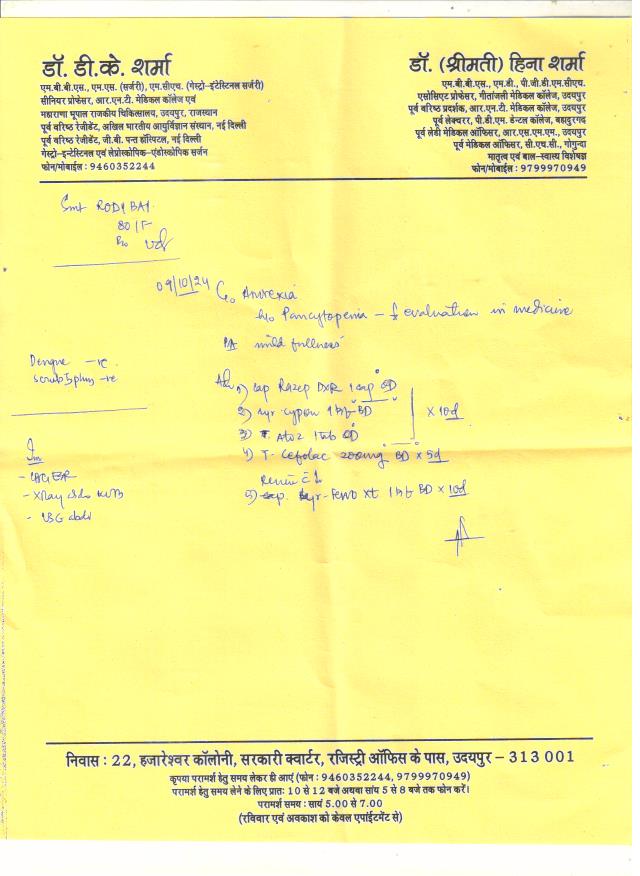 डॉ. डी.के. शर्मा
एम.बी.बी.एस., एम.एस. (सर्जरी), एम.सीएच. (गेस्ट्रो-इंटेस्टिनल सर्जरी)
सीनियर प्रोफेसर, आर.एन.टी. मेडिकल कॉलेज एवं
महाराणा भूपाल राजकीय चिकित्सालय, उदयपुर, राजस्थान
पूर्व वरिष्ठ रेजीडेंट, अखिल भारतीय आयुर्विज्ञान संस्थान, नई दिल्ली
पूर्व वरिष्ठ रेजीडेंट, जी.बी. पन्त हॉस्पिटल, नई दिल्ली
गेस्ट्रो-इन्टेस्टिनल एवं लेप्रोस्कोपिक-एंडोस्कोपिक सर्जन
फोन/मोबाईल : 9460352244
डॉ. (श्रीमती) हिना शर्मा
एम.बी.बी.एस., एम.डी., पी.जी.डी.एम.सीएच.
एसोसिएट प्रोफेसर, गीतांजली मेडिकल कॉलेज, उदयपुर
पूर्व वरिष्ठ प्रदर्शक, आर.एन.टी. मेडिकल कॉलेज, उदयपुर
पूर्व लेक्चरर, पी.डी.एम. डेन्टल कॉलेज, बहादुरगढ़
पूर्व लेडी मेडिकल ऑफिसर, आर.एस.एम.एम., उदयपुर
पूर्व मेडिकल ऑफिसर, सी.एच.सी., गोगुन्दा
मातृत्व एवं बाल-स्वास्थ्य विशेषज्ञ
फोन/मोबाईल : 9799970949
Smt RODI BAI
80/F
R/o Udr
09/10/24 C/o Anorexia
h/o Pancytopenia - evaluation in medicine
PA mild fullness
Dengue -ve
Scrub Typhus -ve
Adv 1) Cap Razep DXR 1 cap OD
2) Syr cypon 1 tsf BD x 10d
3) T. A to Z 1 tab OD
4) T. Cefolac 200mg BD x 5d
Review c̄
5) Syr-Fero XT 1 tsf BD x 10d
- X Ray KUB
- USG abd
निवास : 22, हजारेश्वर कॉलोनी, सरकारी क्वार्टर, रजिस्ट्री ऑफिस के पास, उदयपुर – 313 001
कृपया परामर्श हेतु समय लेकर ही आएं (फोन : 9460352244, 9799970949)
परामर्श हेतु समय लेने के लिए प्रातः 10 से 12 बजे अथवा सांय 5 से 8 बजे तक फोन करें।
परामर्श समय : सायं 5.00 से 7.00
(रविवार एवं अवकाश को केवल एपांईटमेंट से)